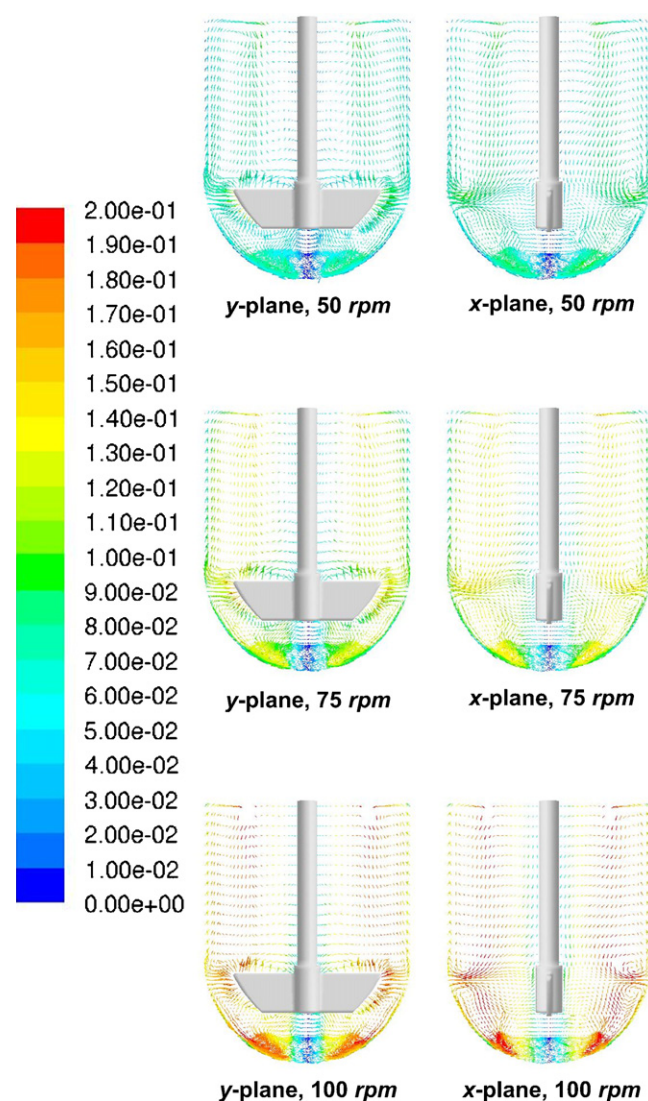 y-plane, 50 rpm
x-plane, 50 rpm
2.00e-01
1.90e-01
1.80e-01
1.70e-01
1.60e-01
1.50e-01
1.40e-01
1.30e-01
1.20e-01
1.10e-01
1.00e-01
9.00e-02
8.00e-02
7.00e-02
6.00e-02
5.00e-02
4.00e-02
3.00e-02
2.00e-02
1.00e-02
0.00e+00
y-plane, 75 rpm
x-plane, 75 rpm
y-plane, 100 rpm
x-plane, 100 rpm